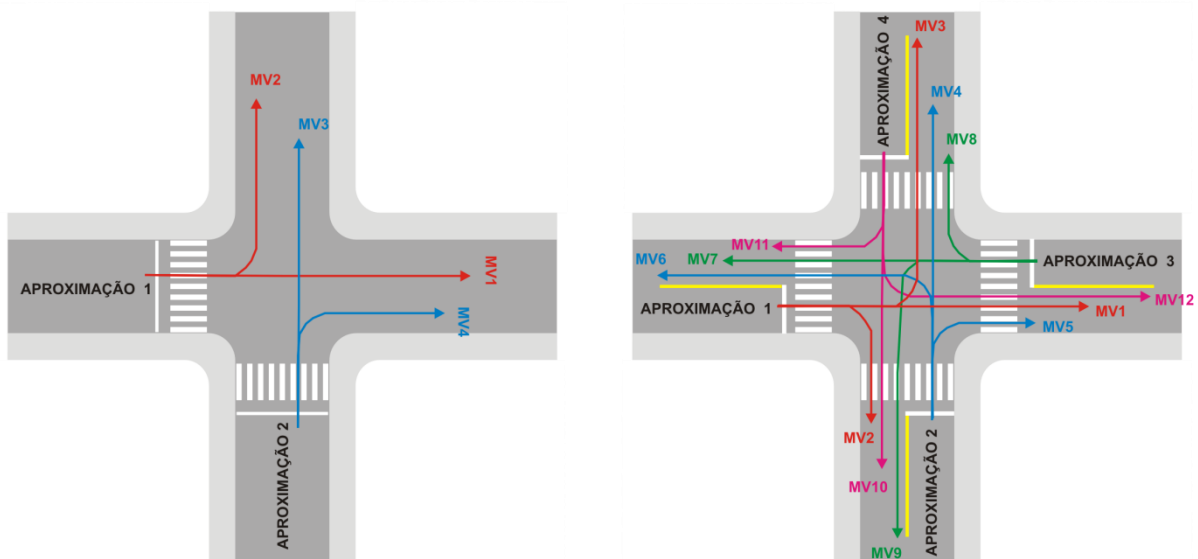 MV2
MV3
MV1
APROXIMAÇÃO 1
MV4
APROXIMAÇÃO 2
APROXIMAÇÃO 4
MV3
MV4
MV8
MV11
MV6
MV7
APROXIMAÇÃO 3
MV12
APROXIMAÇÃO 1
MV1
MV5
MV2
MV10
APROXIMAÇÃO 2
MV9